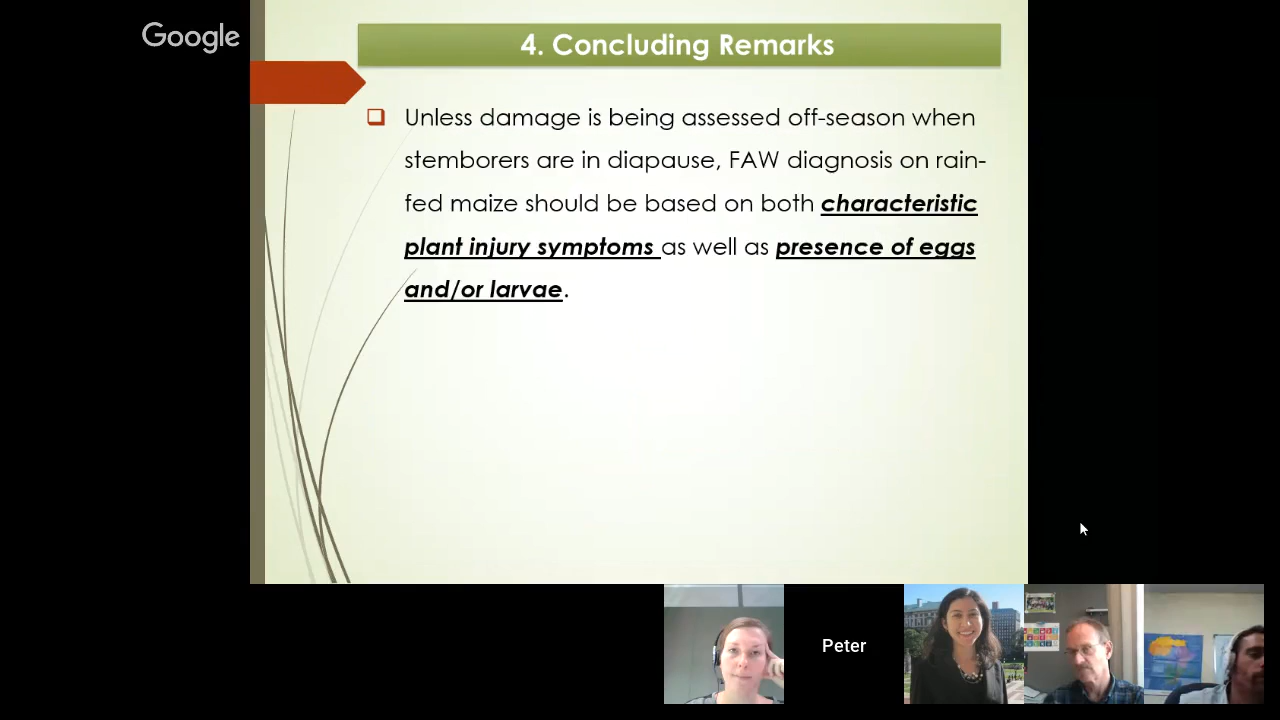 Google
4. Concluding Remarks
Unless damage is being assessed off-season when
stemborers are in diapause, FAW diagnosis on rain-
fed maize should be based on both characteristic
plant injury symptoms as well as presence of eggs
and/or larvae.
Peter